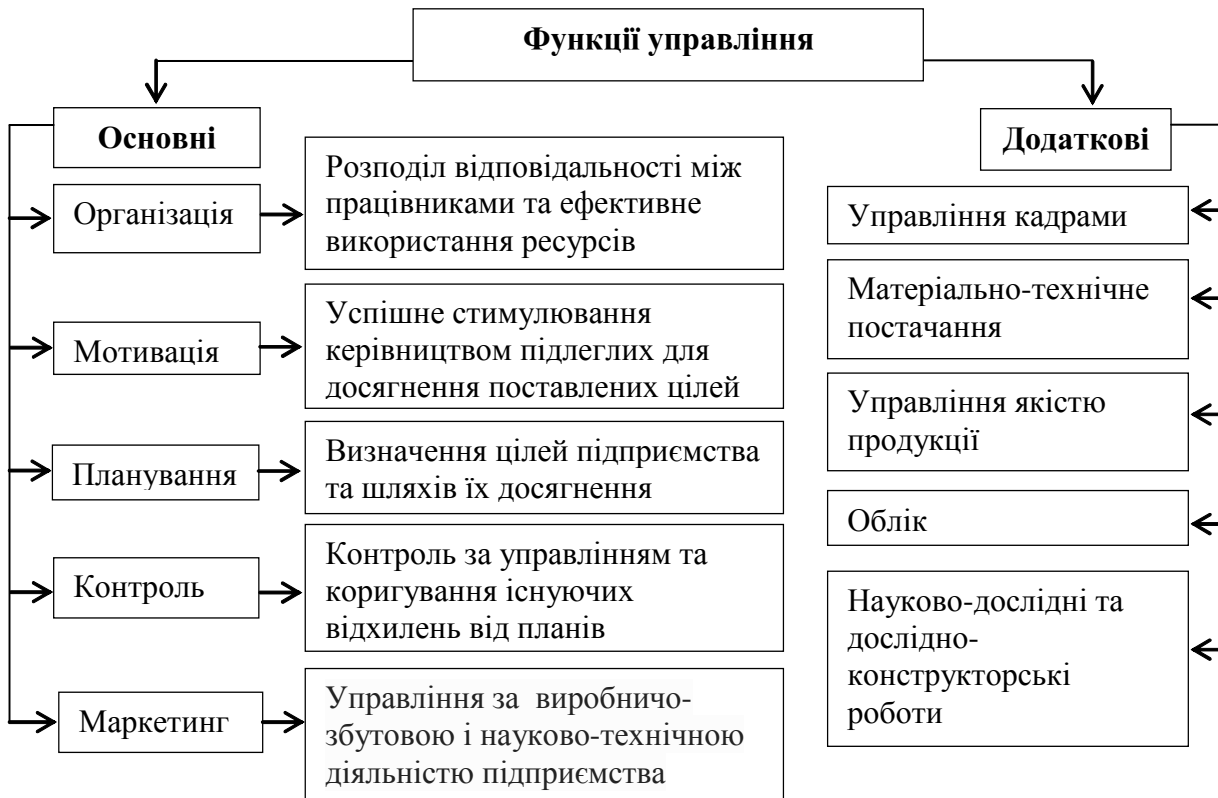 Функції управління
Основні
Організація
Розподіл відповідальності між
працівниками та ефективне
використання ресурсів
Мотивація
Успішне стимулювання
керівництвом підлеглих для
досягнення поставлених цілей
Планування
Визначення цілей підприємства
та шляхів їх досягнення
Контроль
Контроль за управлінням та
коригування існуючих
відхилень від планів
Маркетинг
Управління за виробничо-
збутовою і науково-технічною
діяльністю підприємства
Додаткові
Управління кадрами
Матеріально-технічне
постачання
Управління якістю
продукції
Облік
Науково-дослідні та
дослідно-
конструкторські
роботи